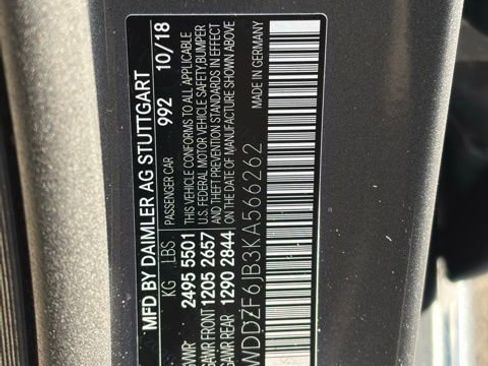 MFD BY DAIMLER AG STUTTGART
PASSENGER CAR 992 10/18
KG LBS
GVWR: 2495 5501
GAWR FRONT 1205 2657
GAWR REAR 1290 2844
THIS VEHICLE CONFORMS TO ALL APPLICABLE
U.S. FEDERAL MOTOR VEHICLE SAFETY, BUMPER
AND THEFT PREVENTION STANDARDS IN EFFECT
ON THE DATE OF MANUFACTURE SHOWN ABOVE
WDDZF6JB3KA566262
MADE IN GERMANY